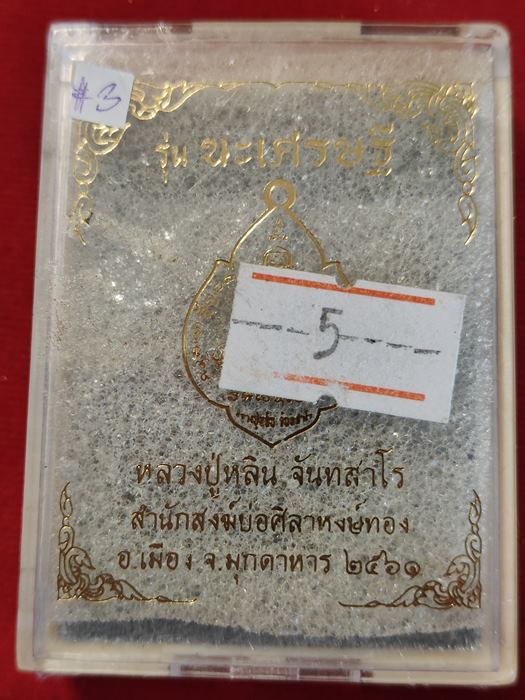 #3
รุ่น นะเศรษฐี
5
หลวงปู่หลิน จันทสาโร
สำนักสงฆ์บ่อศิลาหงษ์ทอง
อ.เมือง จ.มุกดาหาร ๒๕๖๑